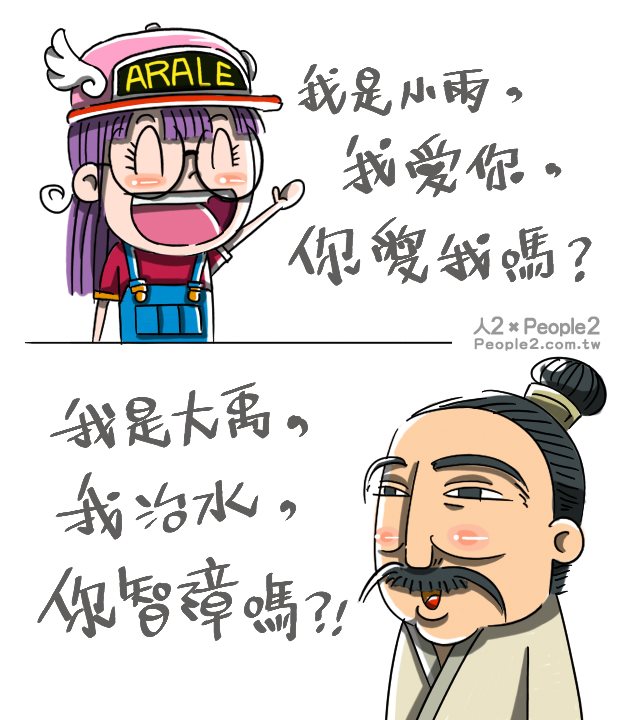 ARALE
我是小雨，
我愛你，
你愛我嗎？
人2 × People2
People2.com.tw
我是大禹，
我治水，
你智障嗎？!